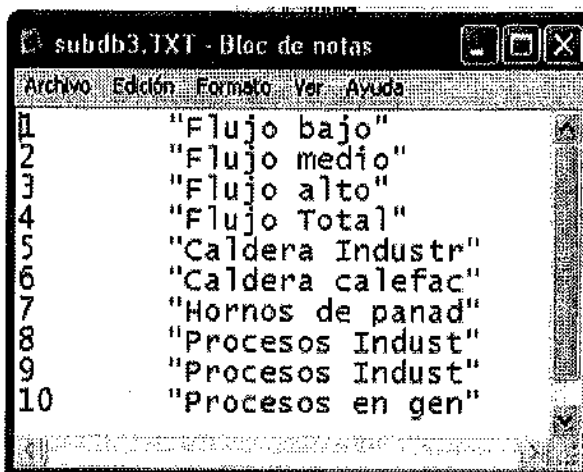 subdb3.TXT - Bloc de notas
Archivo Edición Formato Ver Ayuda
1 "Flujo bajo"
2 "Flujo medio"
3 "Flujo alto"
4 "Flujo Total"
5 "Caldera Industr"
6 "Caldera calefac"
7 "Hornos de panad"
8 "Procesos Indust"
9 "Procesos Indust"
10 "Procesos en gen"